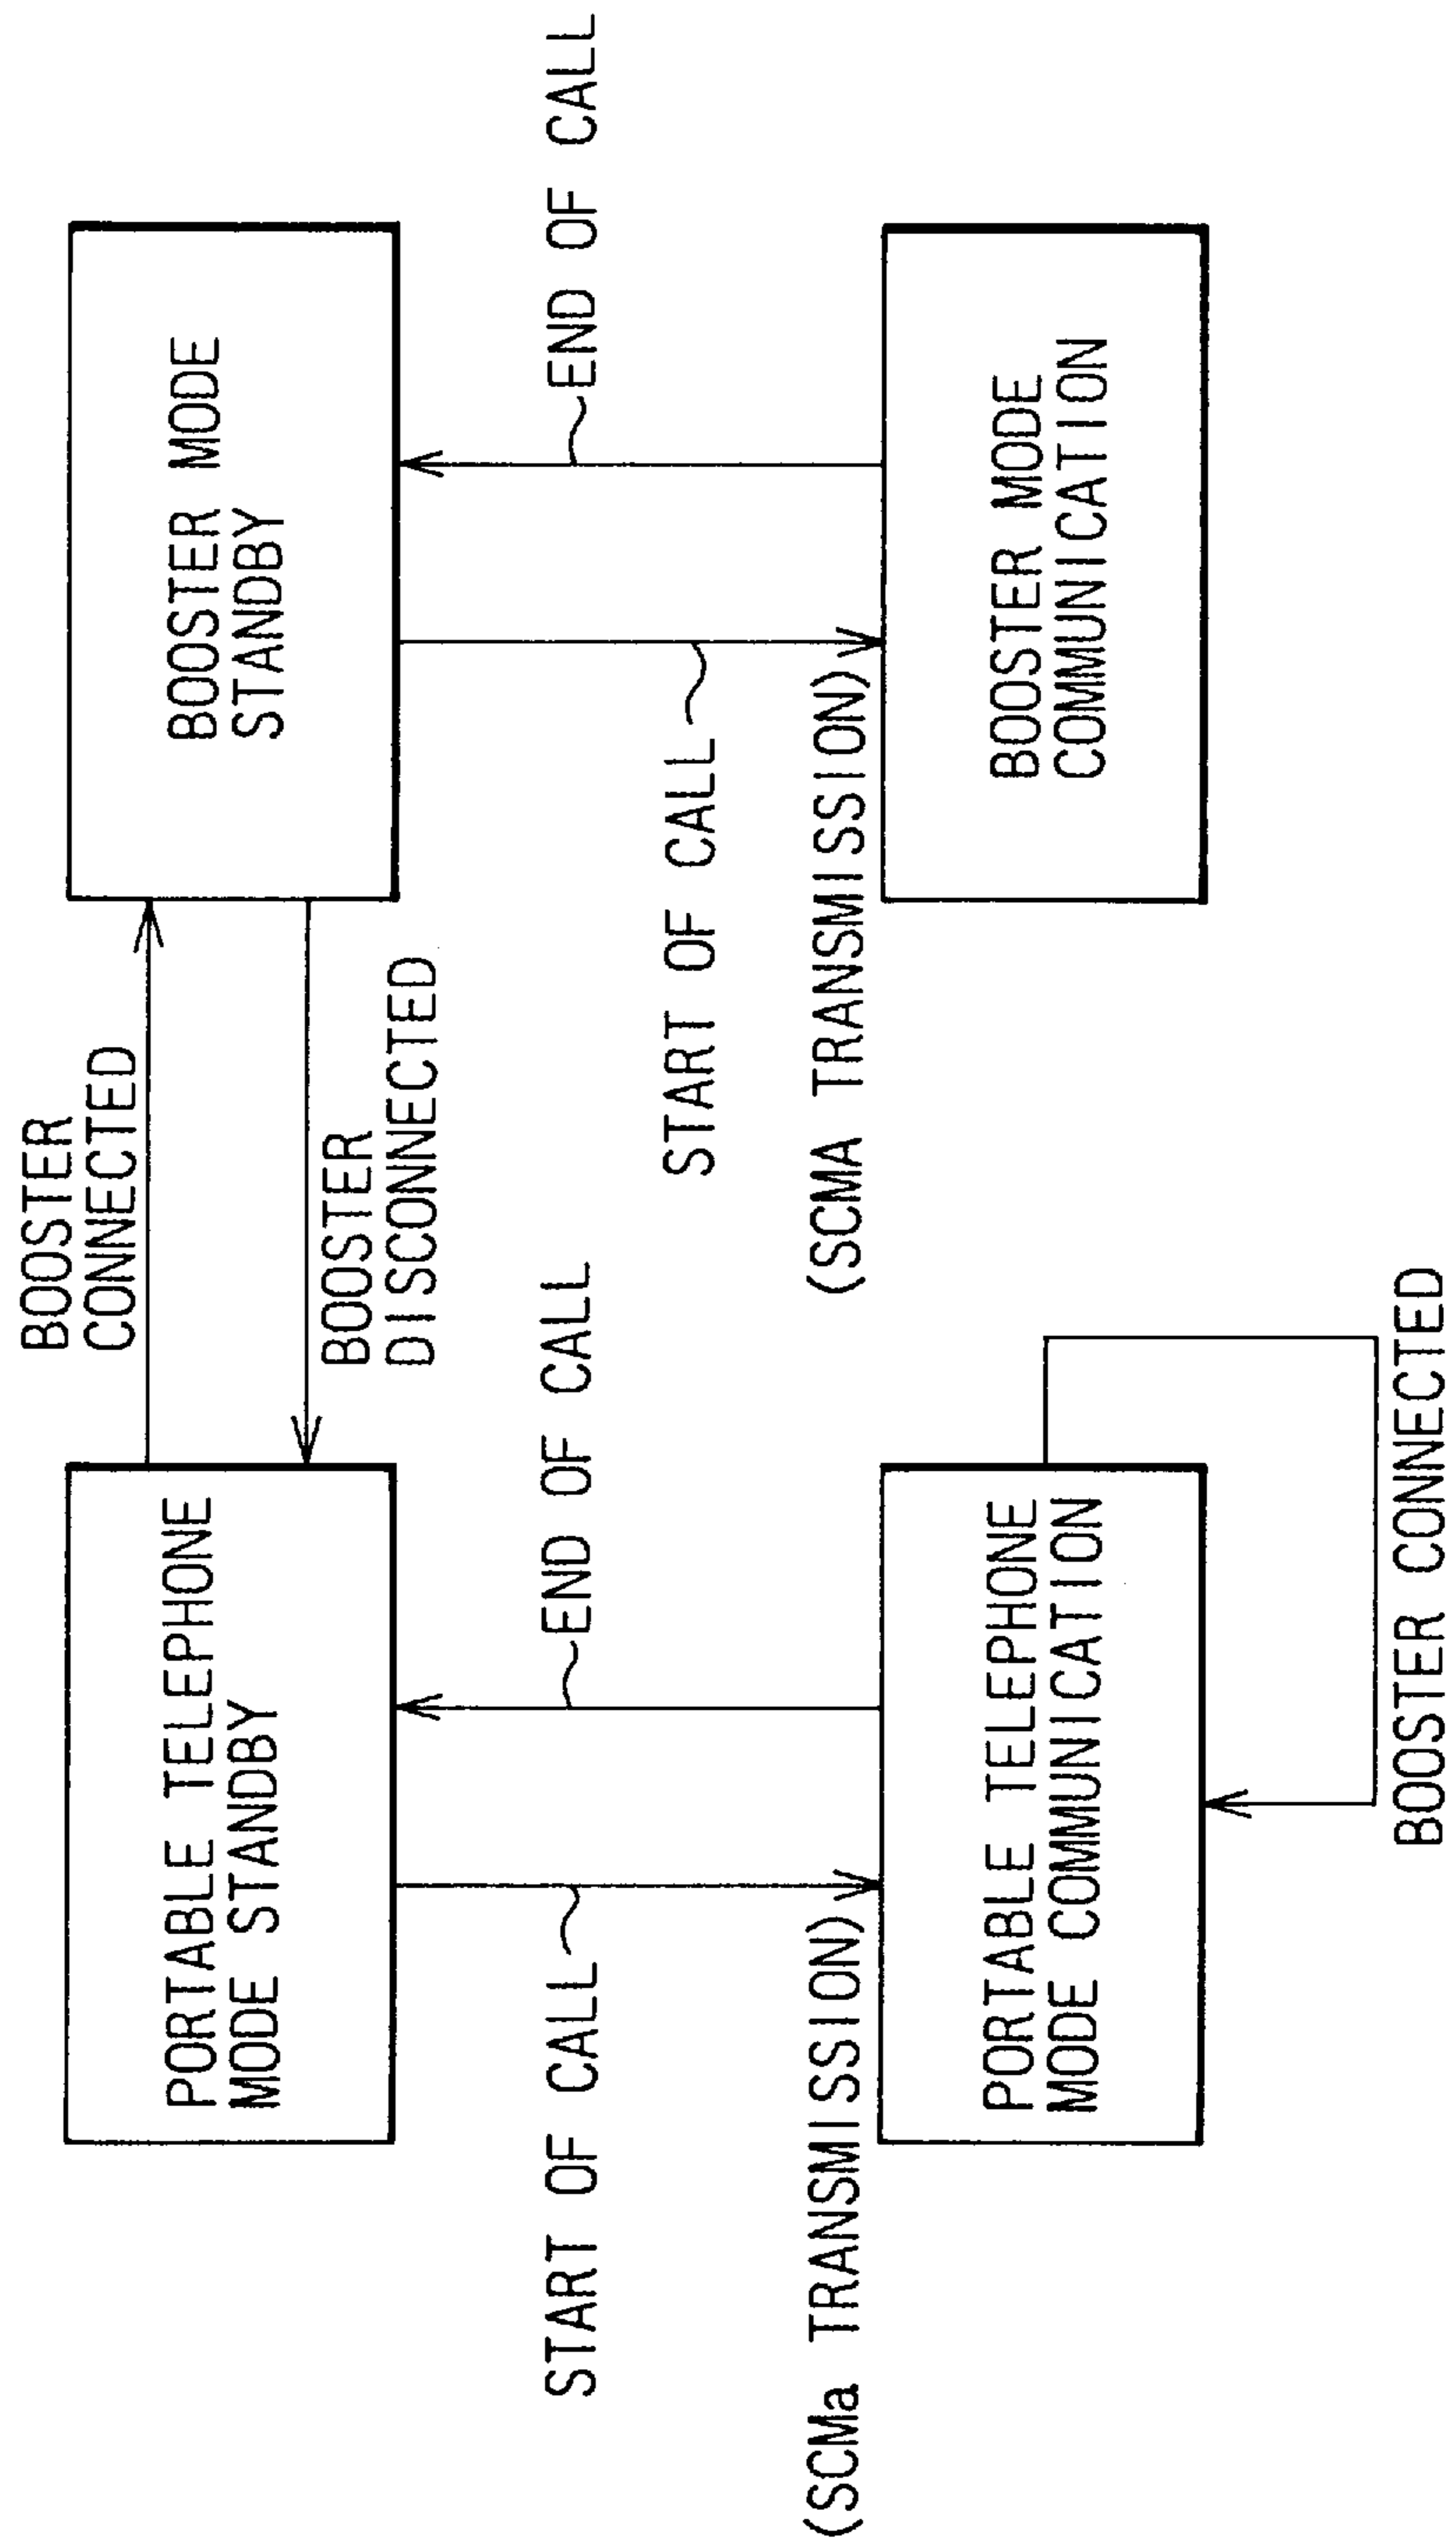 BOOSTER
CONNECTED
PORTABLE TELEPHONE
MODE STANDBY
BOOSTER MODE
STANDBY
BOOSTER
DISCONNECTED
START OF CALL
END OF CALL
END OF CALL
START OF CALL
(SCMa TRANSMISSION)
(SCMA TRANSMISSION)
PORTABLE TELEPHONE
MODE COMMUNICATION
BOOSTER MODE
COMMUNICATION
BOOSTER CONNECTED